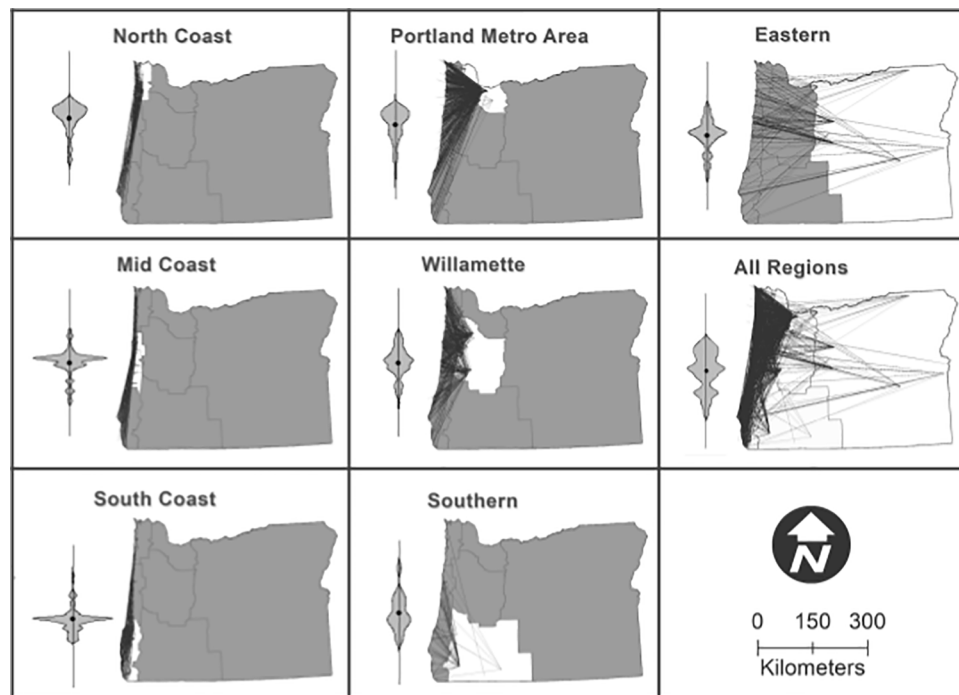 North Coast
Portland Metro Area
Eastern
Mid Coast
Willamette
All Regions
South Coast
Southern
N
0 150 300
Kilometers